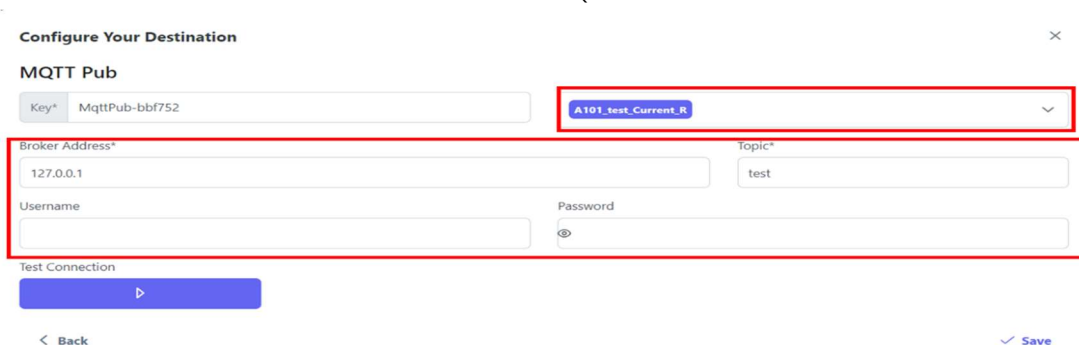 Configure Your Destination
MQTT Pub
Key* MqttPub-bbf752 A101_test_Current_R
Broker Address* Topic*
127.0.0.1 test
Username Password
Test Connection
Back Save